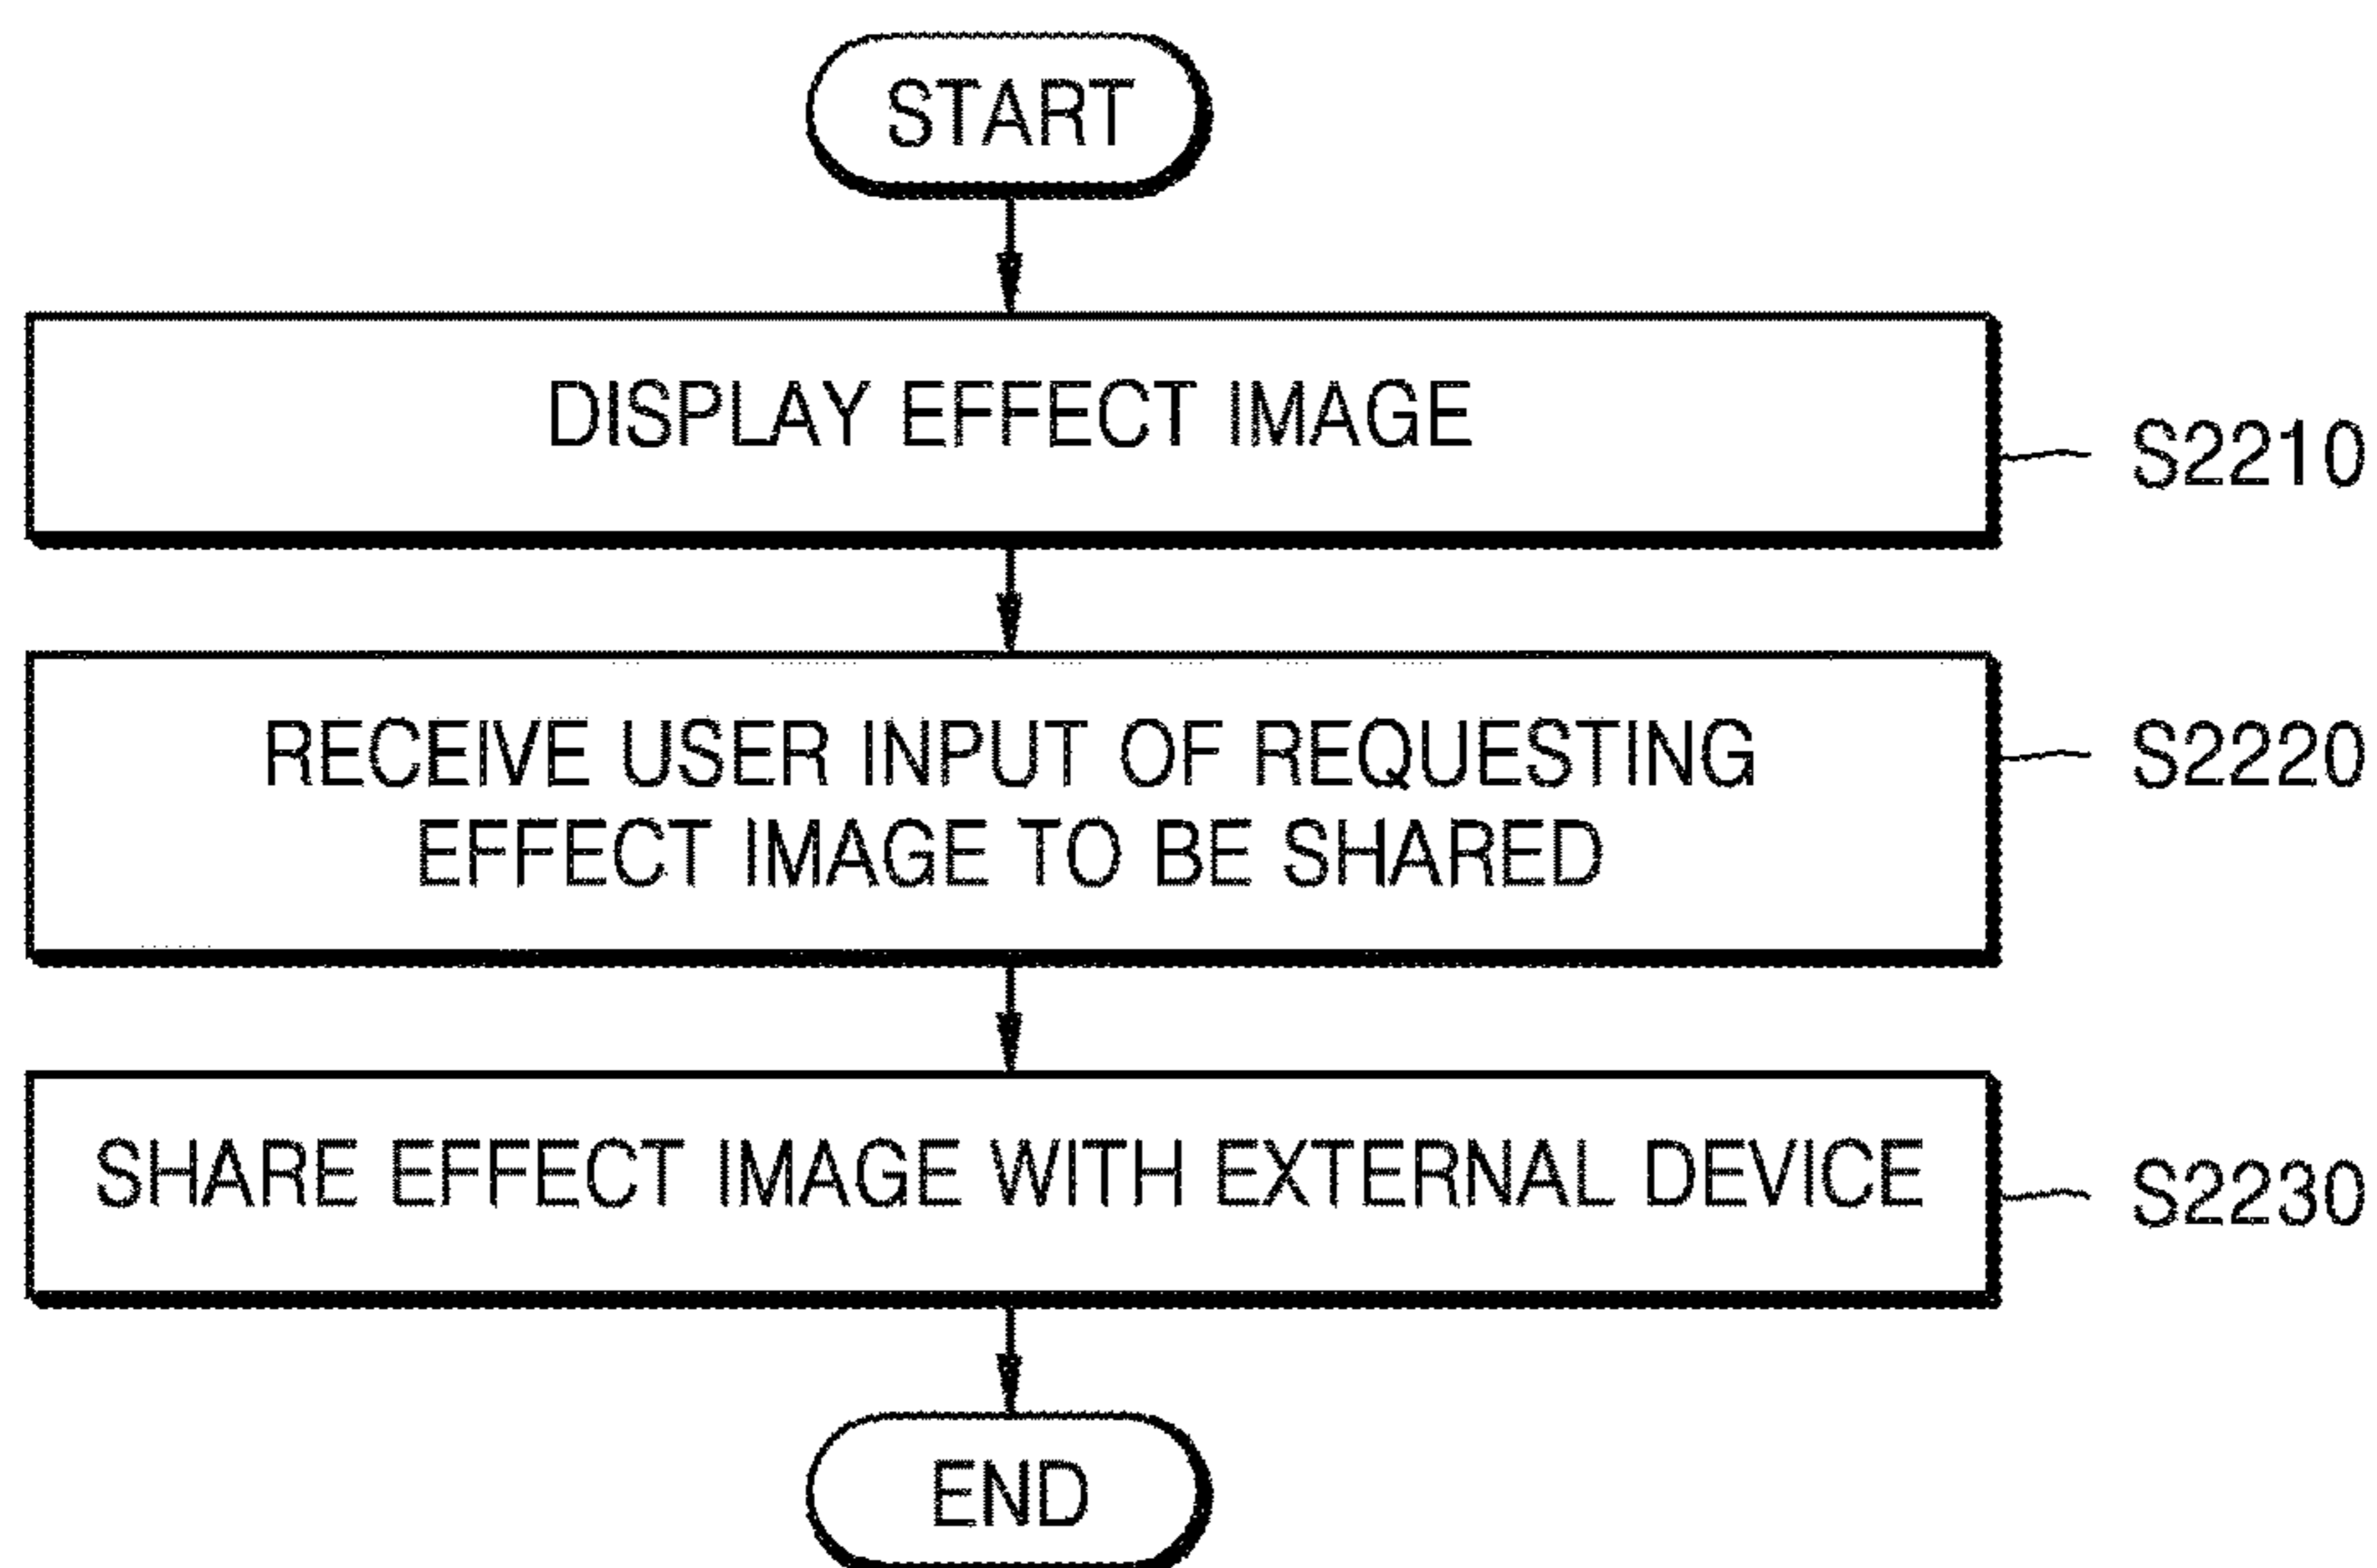 START
DISPLAY EFFECT IMAGE
S2210
RECEIVE USER INPUT OF REQUESTING
EFFECT IMAGE TO BE SHARED
S2220
SHARE EFFECT IMAGE WITH EXTERNAL DEVICE
S2230
END